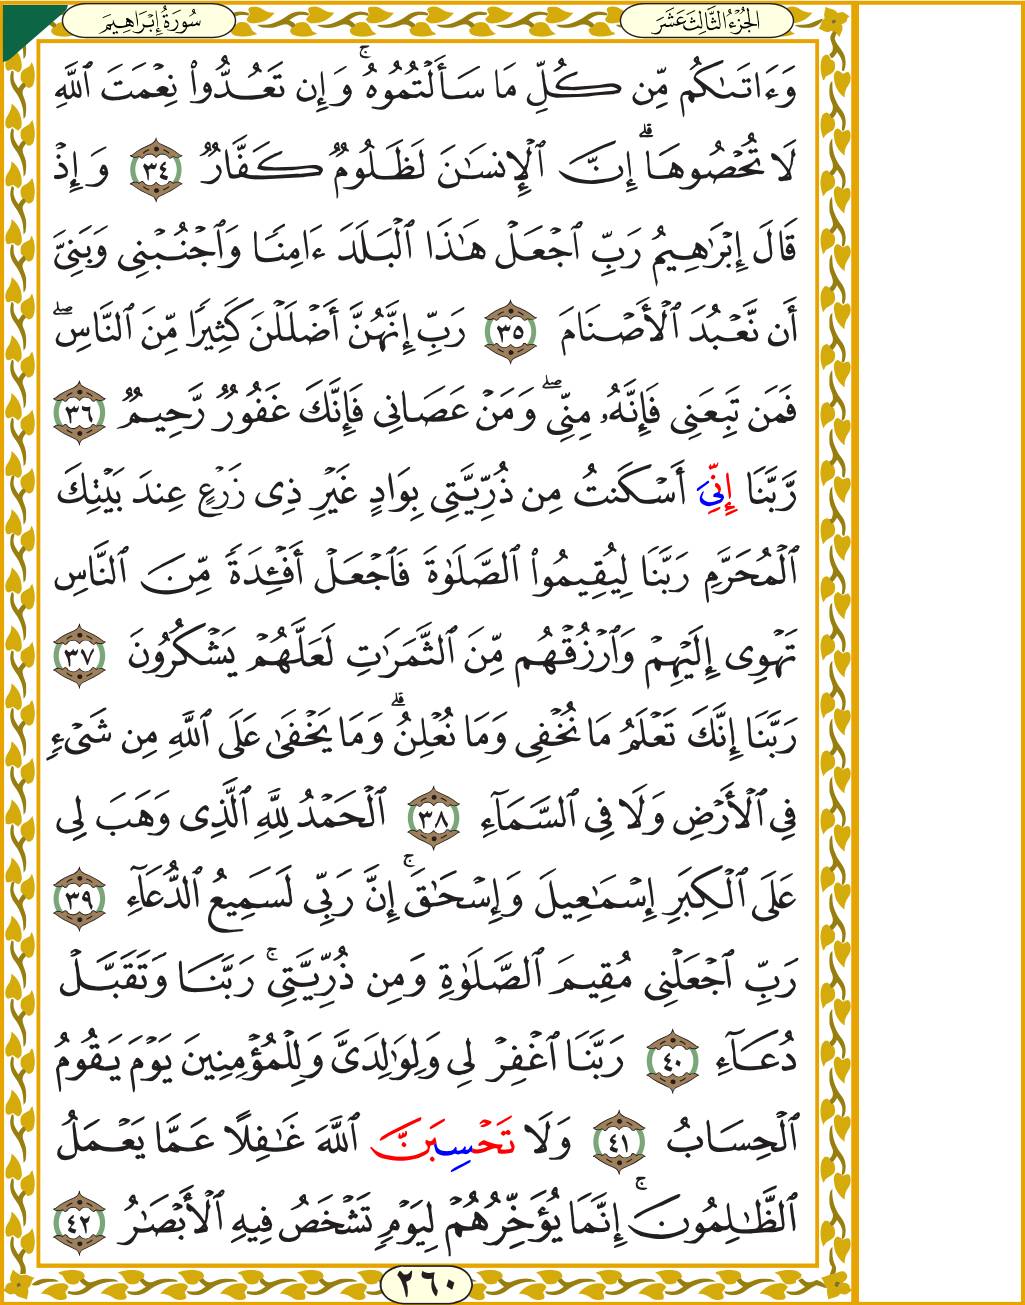 الجُزْءُ الثَّالِثَ عَشَرَ
سُورَةُ إِبْرَاهِيمَ
وَءَاتَىٰكُم مِّن كُلِّ مَا سَأَلْتُمُوهُۚ وَإِن تَعُدُّوا۟ نِعْمَتَ ٱللَّهِ
لَا تُحْصُوهَاۗ إِنَّ ٱلْإِنسَـٰنَ لَظَلُومٌ كَفَّارٌ ٣٤ وَإِذْ
قَالَ إِبْرَٰهِيمُ رَبِّ ٱجْعَلْ هَـٰذَا ٱلْبَلَدَ ءَامِنًا وَٱجْنُبْنِى وَبَنِىَّ
أَن نَّعْبُدَ ٱلْأَصْنَامَ ٣٥ رَبِّ إِنَّهُنَّ أَضْلَلْنَ كَثِيرًا مِّنَ ٱلنَّاسِۖ
فَمَن تَبِعَنِى فَإِنَّهُۥ مِنِّىۖ وَمَنْ عَصَانِى فَإِنَّكَ غَفُورٌ رَّحِيمٌ ٣٦
رَّبَّنَا إِنِّىَ أَسْكَنتُ مِن ذُرِّيَّتِى بِوَادٍ غَيْرِ ذِى زَرْعٍ عِندَ بَيْتِكَ
ٱلْمُحَرَّمِ رَبَّنَا لِيُقِيمُوا۟ ٱلصَّلَوٰةَ فَٱجْعَلْ أَفْـِٔدَةً مِّنَ ٱلنَّاسِ
تَهْوِى إِلَيْهِمْ وَٱرْزُقْهُم مِّنَ ٱلثَّمَرَٰتِ لَعَلَّهُمْ يَشْكُرُونَ ٣٧
رَبَّنَا إِنَّكَ تَعْلَمُ مَا نُخْفِى وَمَا نُعْلِنُۗ وَمَا يَخْفَىٰ عَلَى ٱللَّهِ مِن شَىْءٍ
فِى ٱلْأَرْضِ وَلَا فِى ٱلسَّمَآءِ ٣٨ ٱلْحَمْدُ لِلَّهِ ٱلَّذِى وَهَبَ لِى
عَلَى ٱلْكِبَرِ إِسْمَـٰعِيلَ وَإِسْحَـٰقَۚ إِنَّ رَبِّى لَسَمِيعُ ٱلدُّعَآءِ ٣٩
رَبِّ ٱجْعَلْنِى مُقِيمَ ٱلصَّلَوٰةِ وَمِن ذُرِّيَّتِىۚ رَبَّنَا وَتَقَبَّلْ
دُعَآءِ ٤٠ رَبَّنَا ٱغْفِرْ لِى وَلِوَٰلِدَىَّ وَلِلْمُؤْمِنِينَ يَوْمَ يَقُومُ
ٱلْحِسَابُ ٤١ وَلَا تَحْسِبَنَّ ٱللَّهَ غَـٰفِلًا عَمَّا يَعْمَلُ
ٱلظَّـٰلِمُونَۚ إِنَّمَا يُؤَخِّرُهُمْ لِيَوْمٍ تَشْخَصُ فِيهِ ٱلْأَبْصَـٰرُ ٤٢
٢٦٠